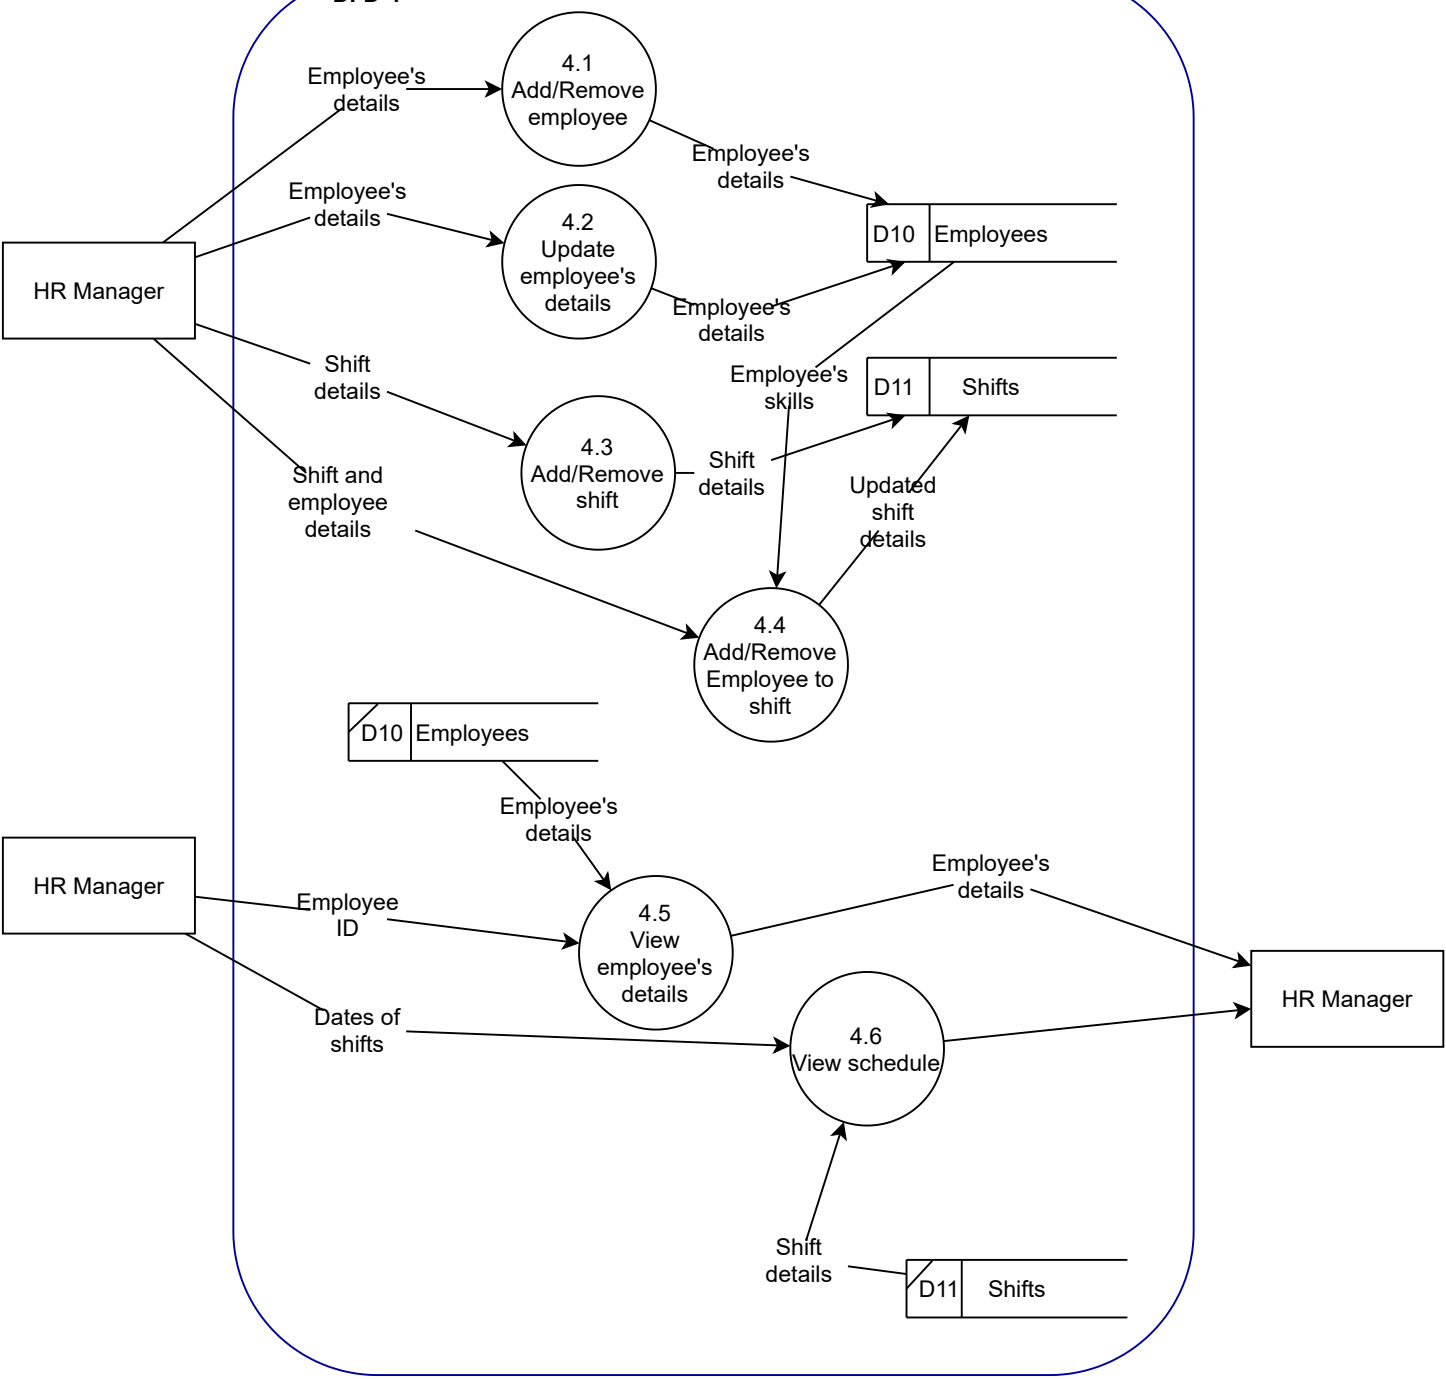 4.1
Add/Remove
employee
Employee's
details
Employee's
details
Employee's
details
4.2
Update
employee's
details
D10
Employees
HR Manager
Employee's
details
Shift
details
Employee's
skills
D11
Shifts
4.3
Add/Remove
shift
Shift
details
Shift and
employee
details
Updated
shift
details
4.4
Add/Remove
Employee to
shift
D10
Employees
Employee's
details
HR Manager
Employee
ID
4.5
View
employee's
details
Employee's
details
HR Manager
Dates of
shifts
4.6
View schedule
Shift
details
D11
Shifts